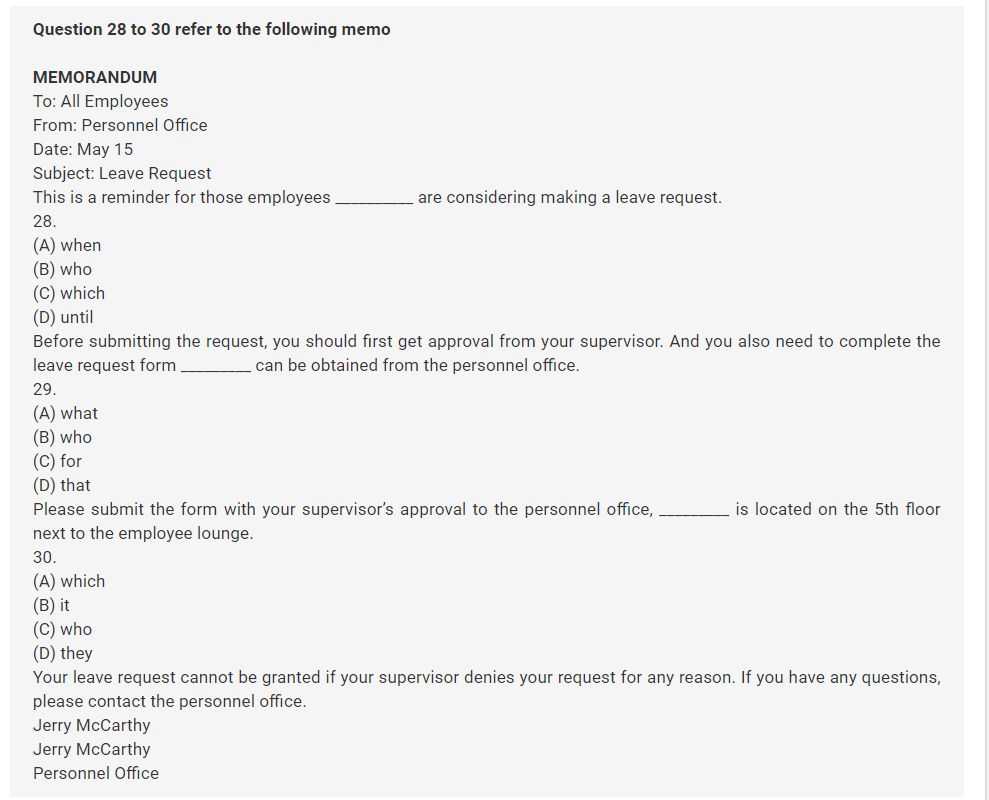 Question 28 to 30 refer to the following memo
MEMORANDUM
To: All Employees
From: Personnel Office
Date: May 15
Subject: Leave Request
This is a reminder for those employees __________ are considering making a leave request.
28.
(A) when
(B) who
(C) which
(D) until
Before submitting the request, you should first get approval from your supervisor. And you also need to complete the
leave request form _________ can be obtained from the personnel office.
29.
(A) what
(B) who
(C) for
(D) that
Please submit the form with your supervisor’s approval to the personnel office, _________ is located on the 5th floor
next to the employee lounge.
30.
(A) which
(B) it
(C) who
(D) they
Your leave request cannot be granted if your supervisor denies your request for any reason. If you have any questions,
please contact the personnel office.
Jerry McCarthy
Jerry McCarthy
Personnel Office